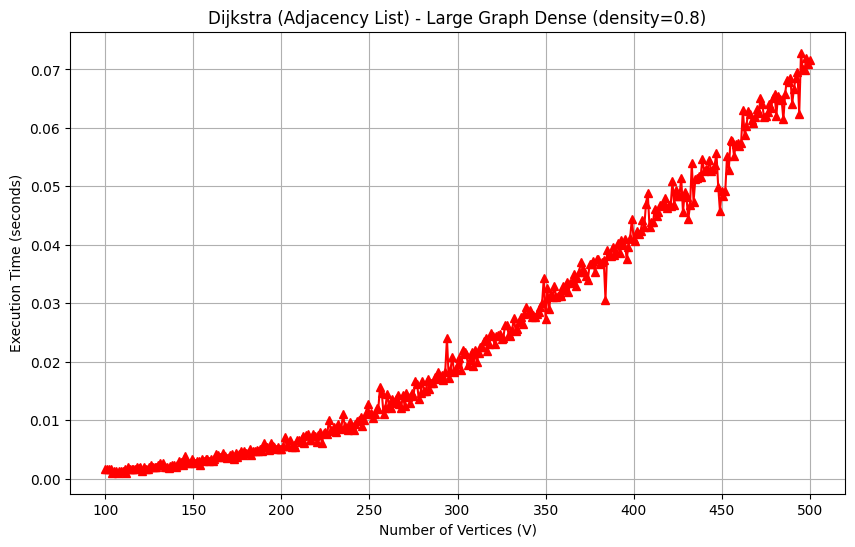 Dijkstra (Adjacency List) - Large Graph Dense (density=0.8)
Execution Time (seconds)
0.07
0.06
0.05
0.04
0.03
0.02
0.01
0.00
100 150 200 250 300 350 400 450 500
Number of Vertices (V)